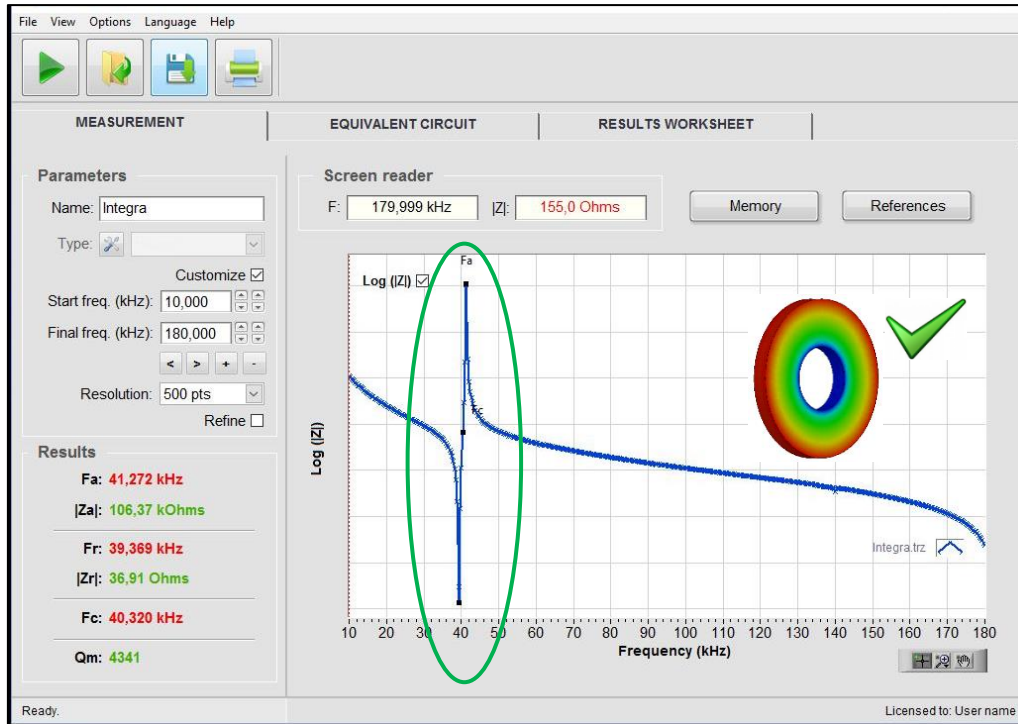 File View Options Language Help
MEASUREMENT EQUIVALENT CIRCUIT RESULTS WORKSHEET
Parameters
Name: Integra
Type:
Customize
Start freq. (kHz): 10,000
Final freq. (kHz): 180,000
< > + -
Resolution: 500 pts
Refine
Results
Fa: 41,272 kHz
|Za|: 106,37 kOhms
Fr: 39,369 kHz
|Zr|: 36,91 Ohms
Fc: 40,320 kHz
Qm: 4341
Screen reader
F: 179,999 kHz |Z|: 155,0 Ohms
Memory References
Fa
Log (|Z|)
Log (|Z|)
Integra.trz
10 20 30 40 50 60 70 80 90 100 110 120 130 140 150 160 170 180
Frequency (kHz)
Ready. Licensed to: User name